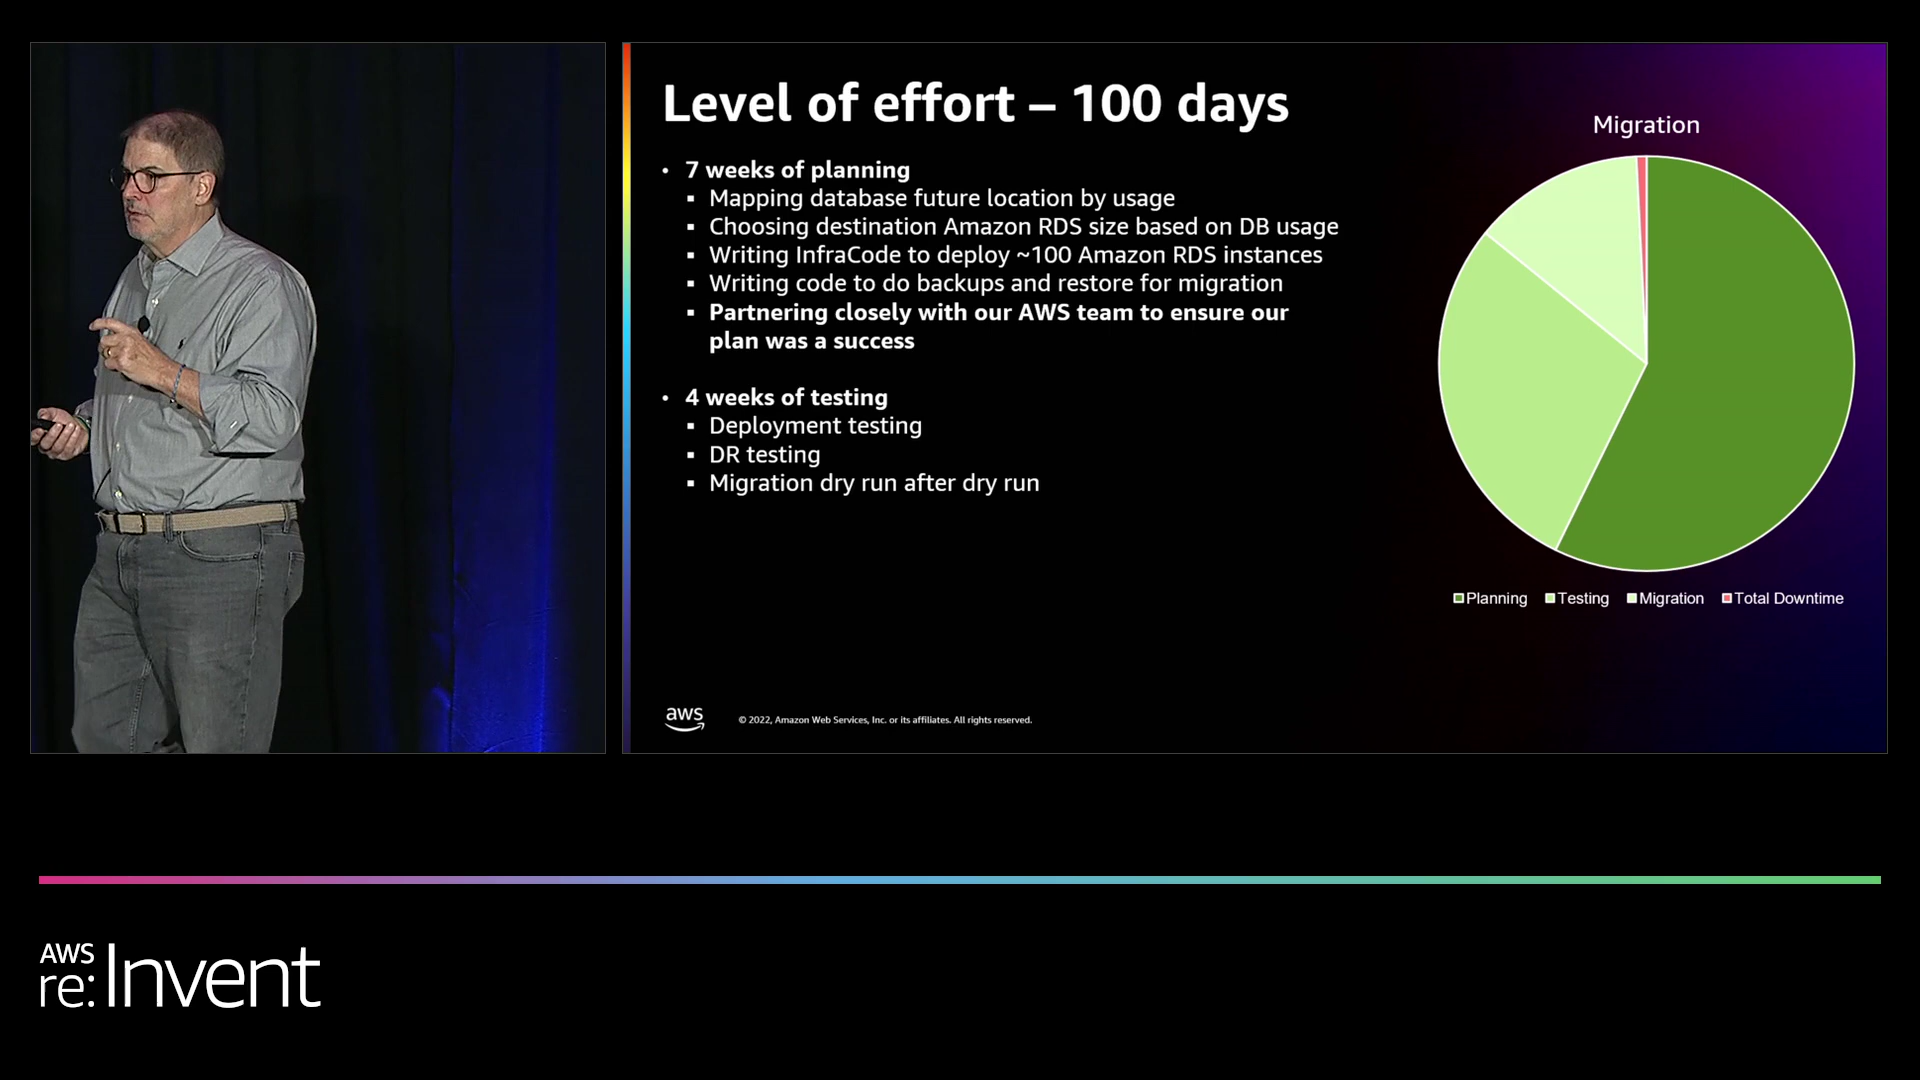 Level of effort – 100 days
• 7 weeks of planning
▪ Mapping database future location by usage
▪ Choosing destination Amazon RDS size based on DB usage
▪ Writing InfraCode to deploy ~100 Amazon RDS instances
▪ Writing code to do backups and restore for migration
▪ Partnering closely with our AWS team to ensure our
plan was a success
• 4 weeks of testing
▪ Deployment testing
▪ DR testing
▪ Migration dry run after dry run
Migration
Planning Testing Migration Total Downtime
aws
© 2022, Amazon Web Services, Inc. or its affiliates. All rights reserved.
AWS
re:Invent